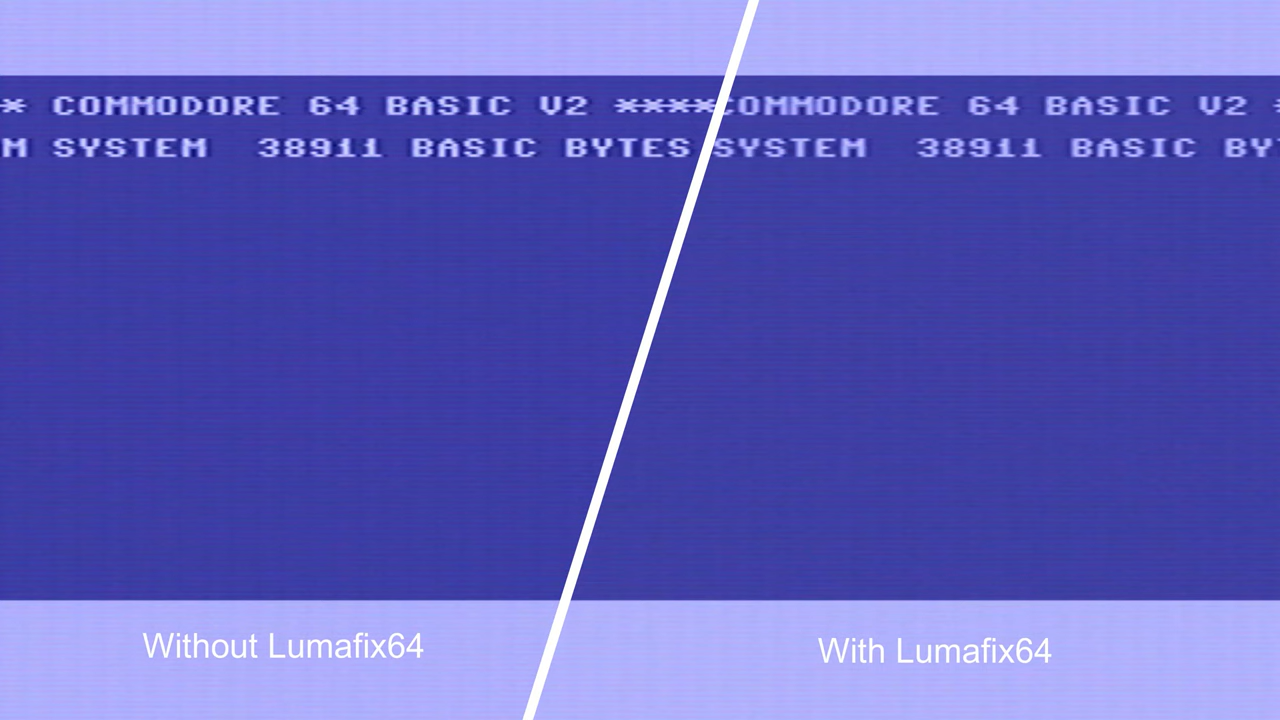 * COMMODORE 64 BASIC V2 ****
M SYSTEM  38911 BASIC BYTES
COMMODORE 64 BASIC V2
SYSTEM  38911 BASIC BY
Without Lumafix64
With Lumafix64